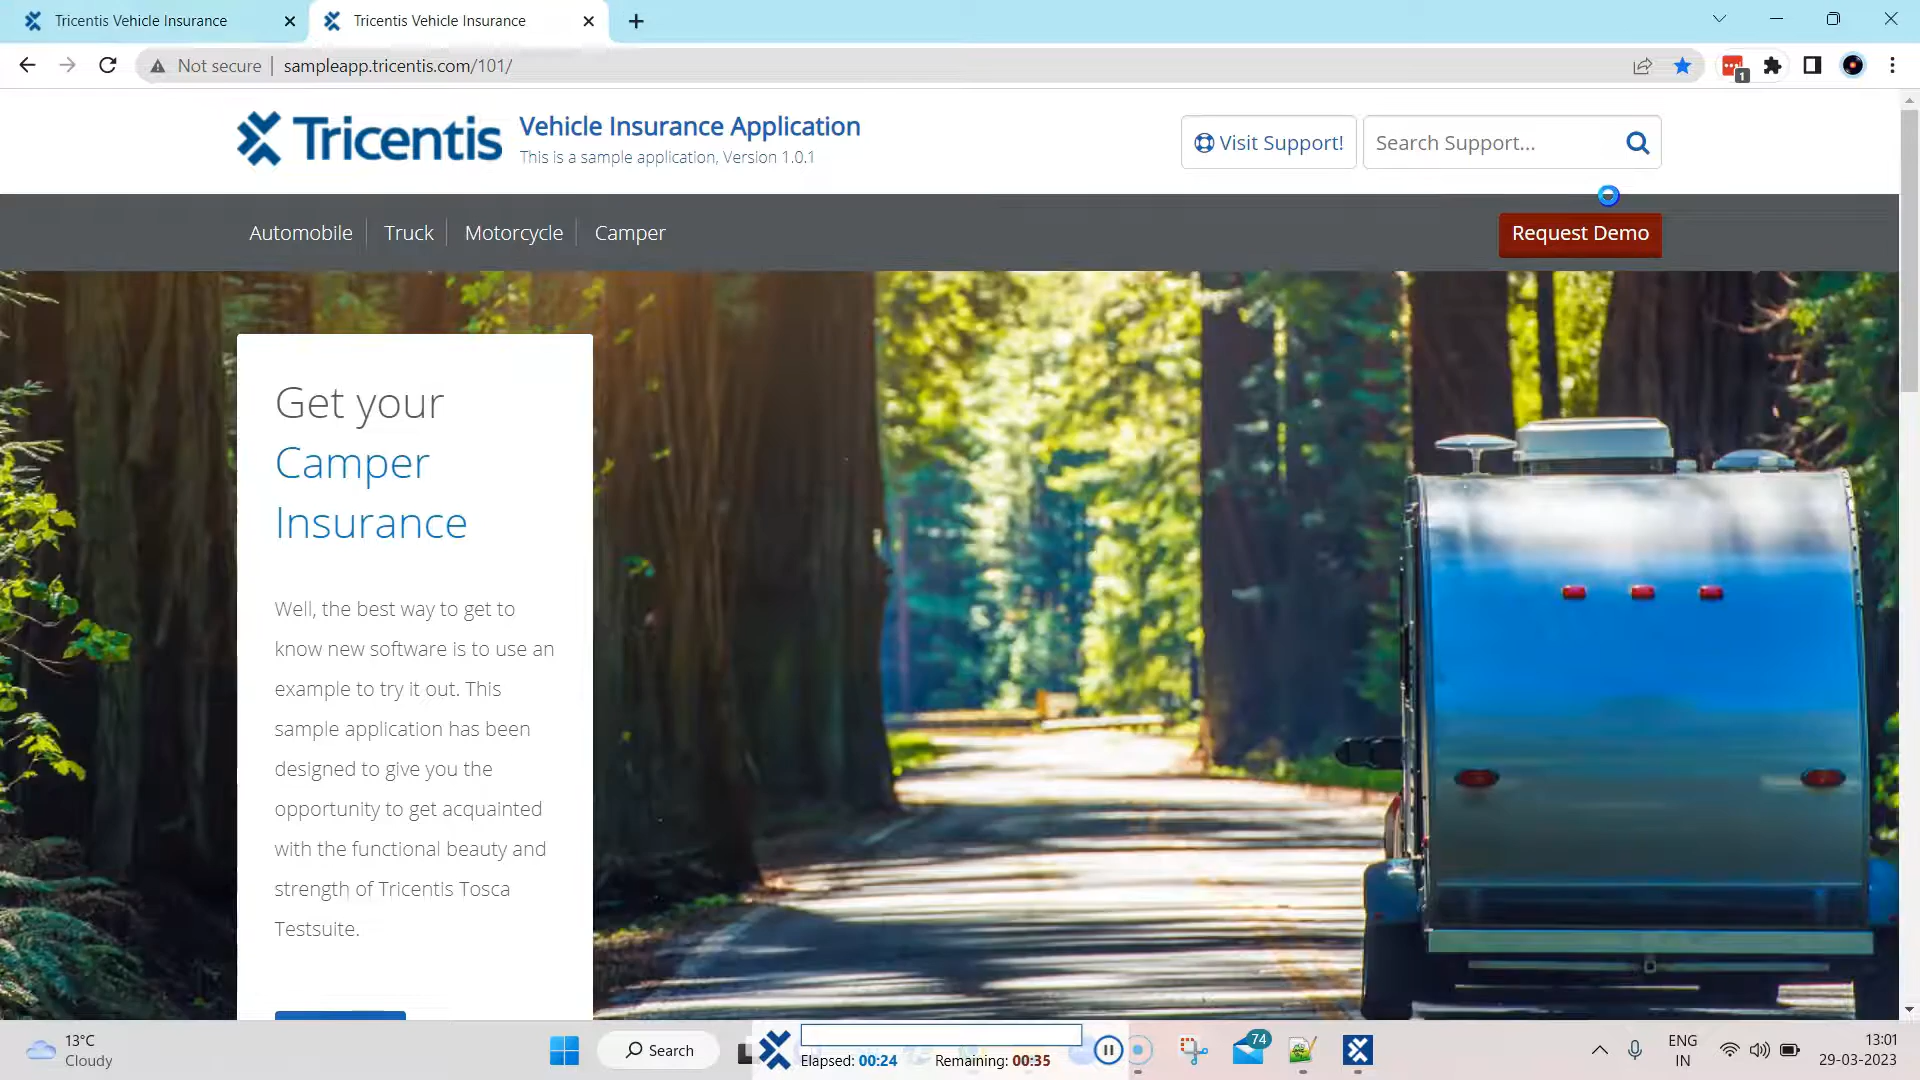 Tricentis Vehicle Insurance
Tricentis Vehicle Insurance
Not secure
sampleapp.tricentis.com/101/
1
Tricentis
Vehicle Insurance Application
This is a sample application, Version 1.0.1
Visit Support!
Search Support...
Automobile
Truck
Motorcycle
Camper
Request Demo
Get your
Camper
Insurance
Well, the best way to get to
know new software is to use an
example to try it out. This
sample application has been
designed to give you the
opportunity to get acquainted
with the functional beauty and
strength of Tricentis Tosca
Testsuite.
13°C
Cloudy
Search
Elapsed: 00:24
Remaining: 00:35
74
ENG
IN
13:01
29-03-2023